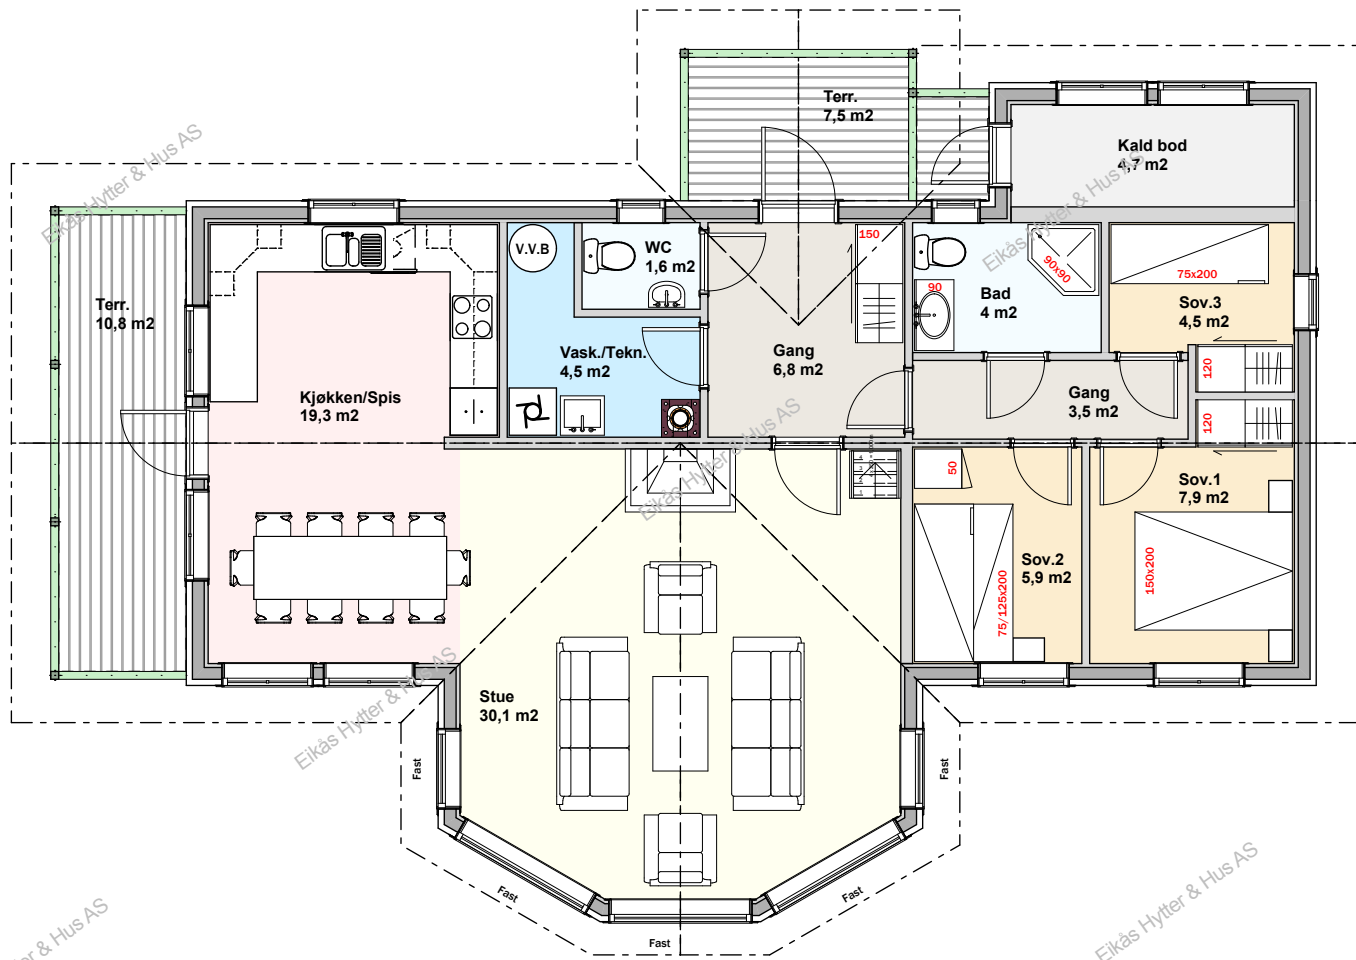 Terr.
7,5 m2
Kald bod
4,7 m2
Eikås Hytter & Hus AS
Eikås Hytter & Hus AS
V.V.B
WC
1,6 m2
150
90x90
90
Bad
4 m2
75x200
Sov.3
4,5 m2
Terr.
10,8 m2
Vask./Tekn.
4,5 m2
Gang
6,8 m2
120
Gang
3,5 m2
Kjøkken/Spis
19,3 m2
120
Eikås Hytter & Hus AS
50
Sov.1
7,9 m2
Sov.2
5,9 m2
75/125x200
150x200
Eikås Hytter & Hus AS
Stue
30,1 m2
Fast
Fast
Fast
Fast
Fast
Eikås Hytter & Hus AS
& Hus AS